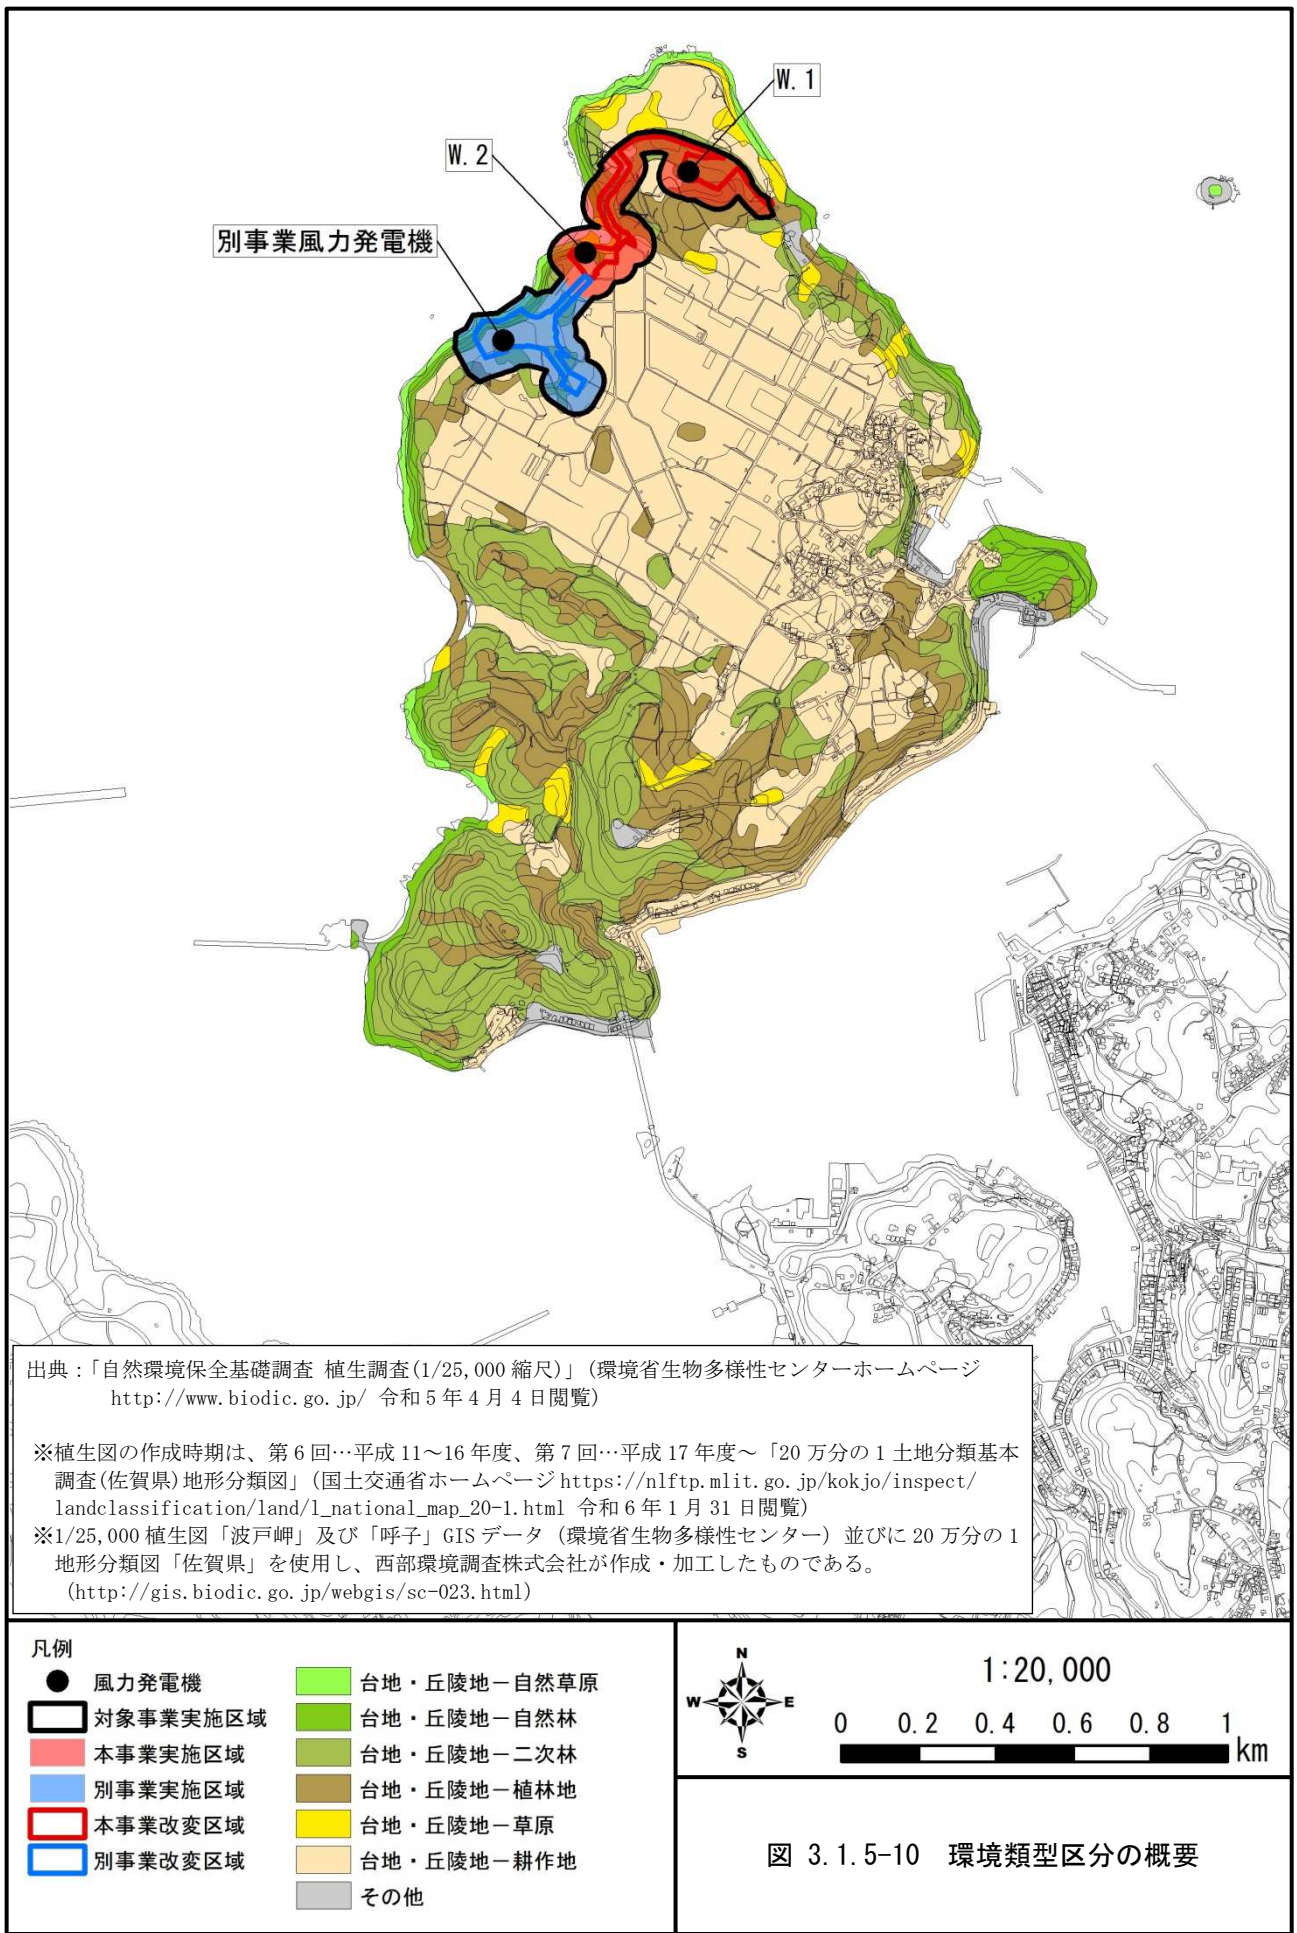 W.1
W.2
別事業風力発電機
出典：「自然環境保全基礎調査 植生調査(1/25,000 縮尺)」(環境省生物多様性センターホームページ
http://www.biodic.go.jp/ 令和5年4月4日閲覧)
※植生図の作成時期は、第6回…平成11～16年度、第7回…平成17年度～「20万分の1土地分類基本
調査(佐賀県)地形分類図」(国土交通省ホームページ https://nlftp.mlit.go.jp/kokjo/inspect/
landclassification/land/l_national_map_20-1.html 令和6年1月31日閲覧)
※1/25,000 植生図「波戸岬」及び「呼子」GISデータ（環境省生物多様性センター）並びに20万分の1
地形分類図「佐賀県」を使用し、西部環境調査株式会社が作成・加工したものである。
(http://gis.biodic.go.jp/webgis/sc-023.html)
凡例
風力発電機
対象事業実施区域
本事業実施区域
別事業実施区域
本事業改変区域
別事業改変区域
台地・丘陵地－自然草原
台地・丘陵地－自然林
台地・丘陵地－二次林
台地・丘陵地－植林地
台地・丘陵地－草原
台地・丘陵地－耕作地
その他
N
W E
S
1:20,000
0 0.2 0.4 0.6 0.8 1
km
図 3.1.5-10 環境類型区分の概要